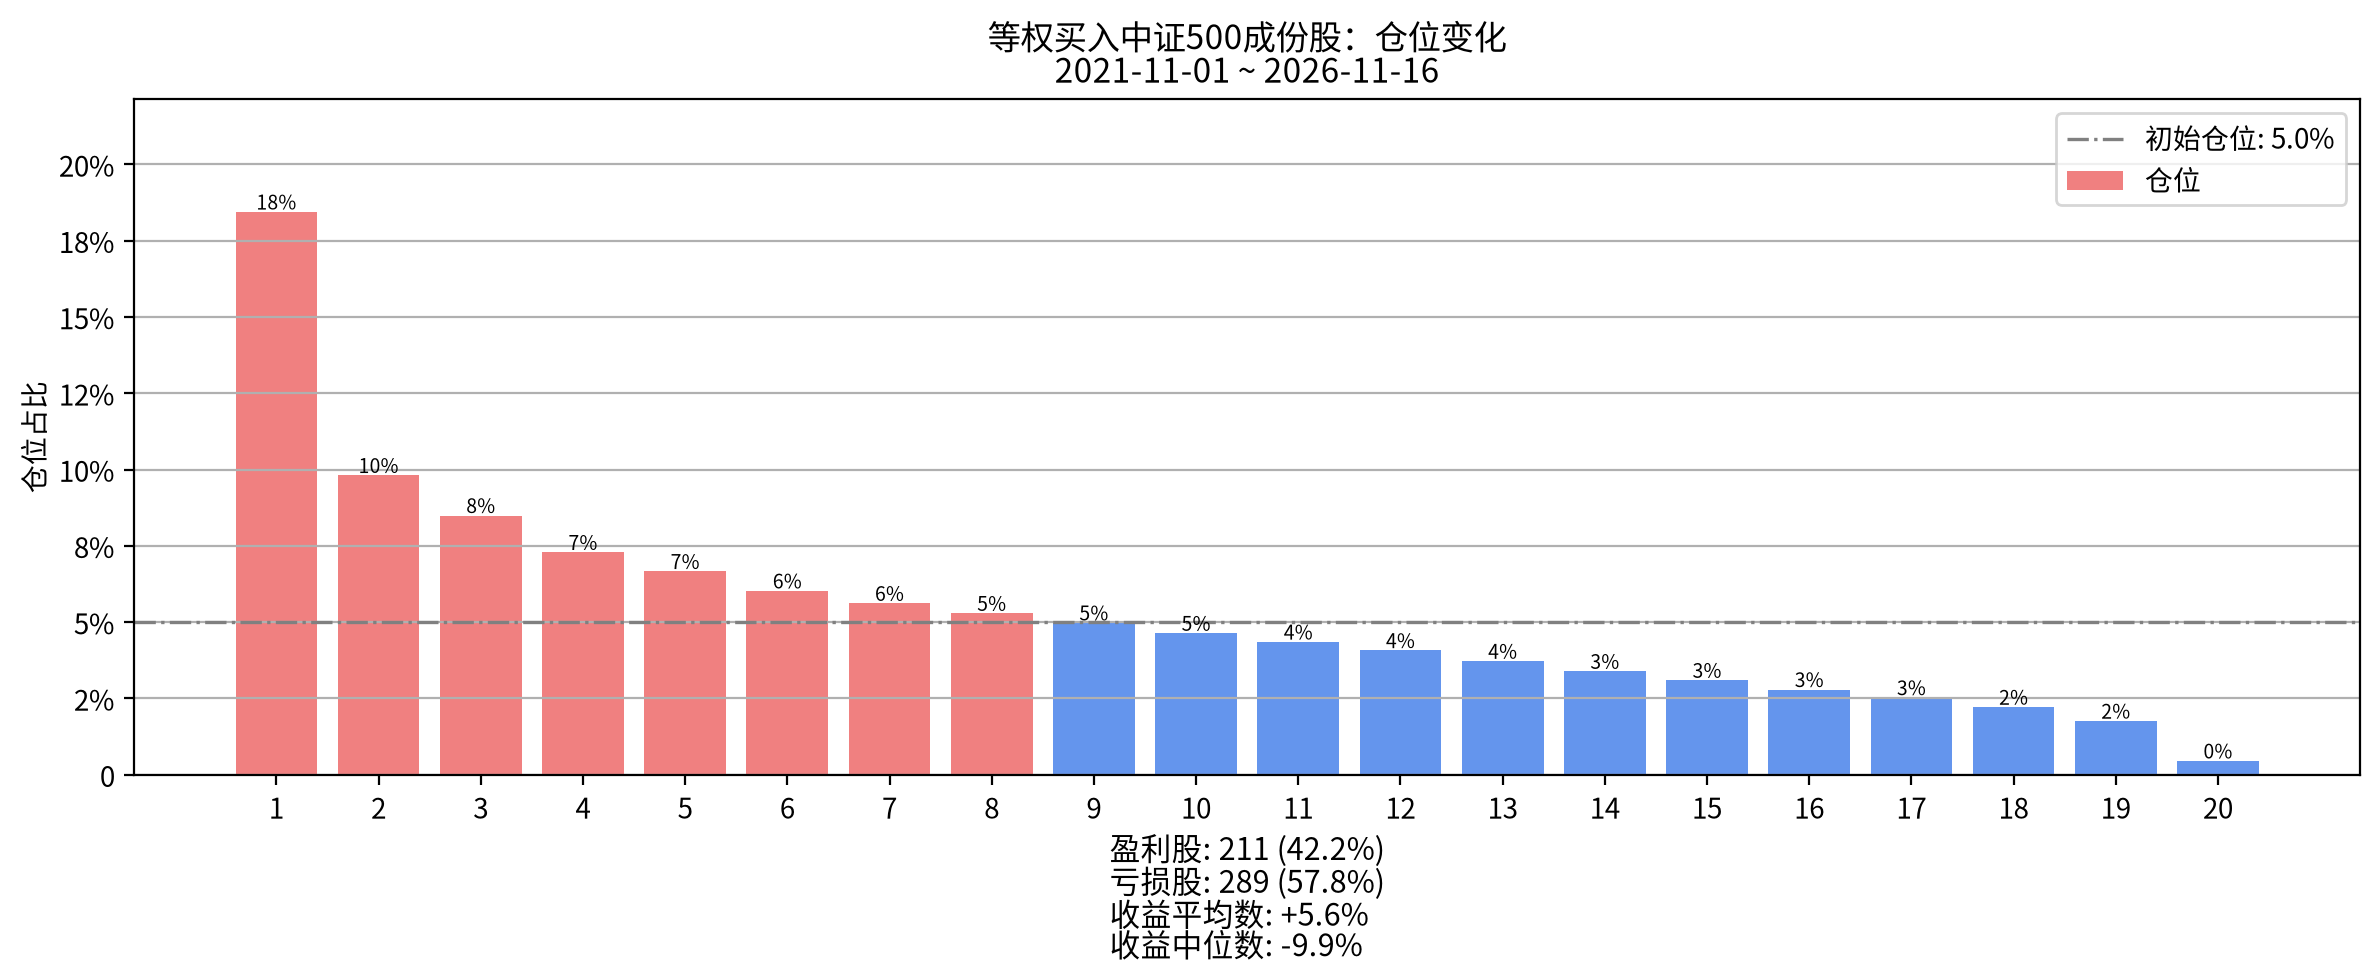 等权买入中证500成份股：仓位变化
2021-11-01 ~ 2026-11-16
初始仓位: 5.0%
仓位
仓位占比
20%
18%
15%
12%
10%
8%
5%
2%
0
18%
10%
8%
7%
7%
6%
6%
5%
5%
5%
4%
4%
4%
3%
3%
3%
3%
2%
2%
0%
1 2 3 4 5 6 7 8 9 10 11 12 13 14 15 16 17 18 19 20
盈利股: 211 (42.2%)
亏损股: 289 (57.8%)
收益平均数: +5.6%
收益中位数: -9.9%